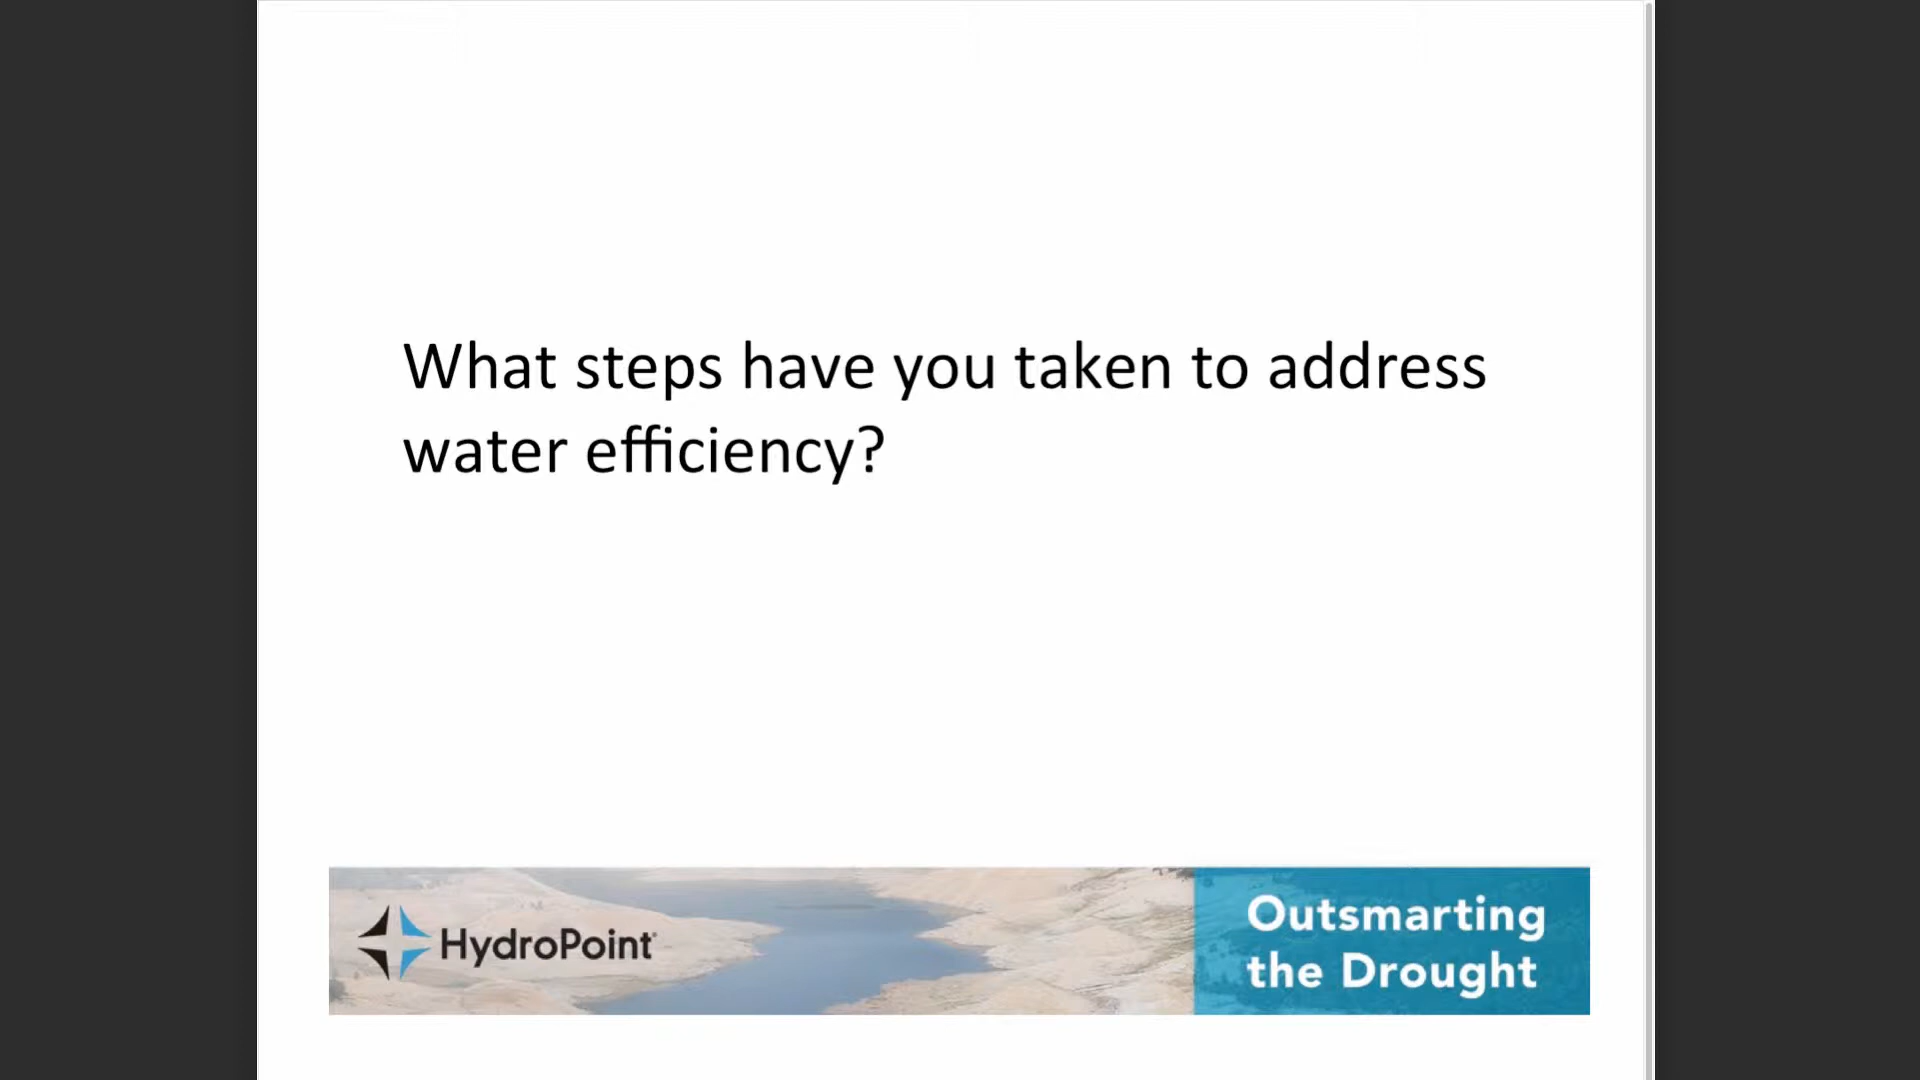 What steps have you taken to address
water efficiency?
HydroPoint
Outsmarting
the Drought